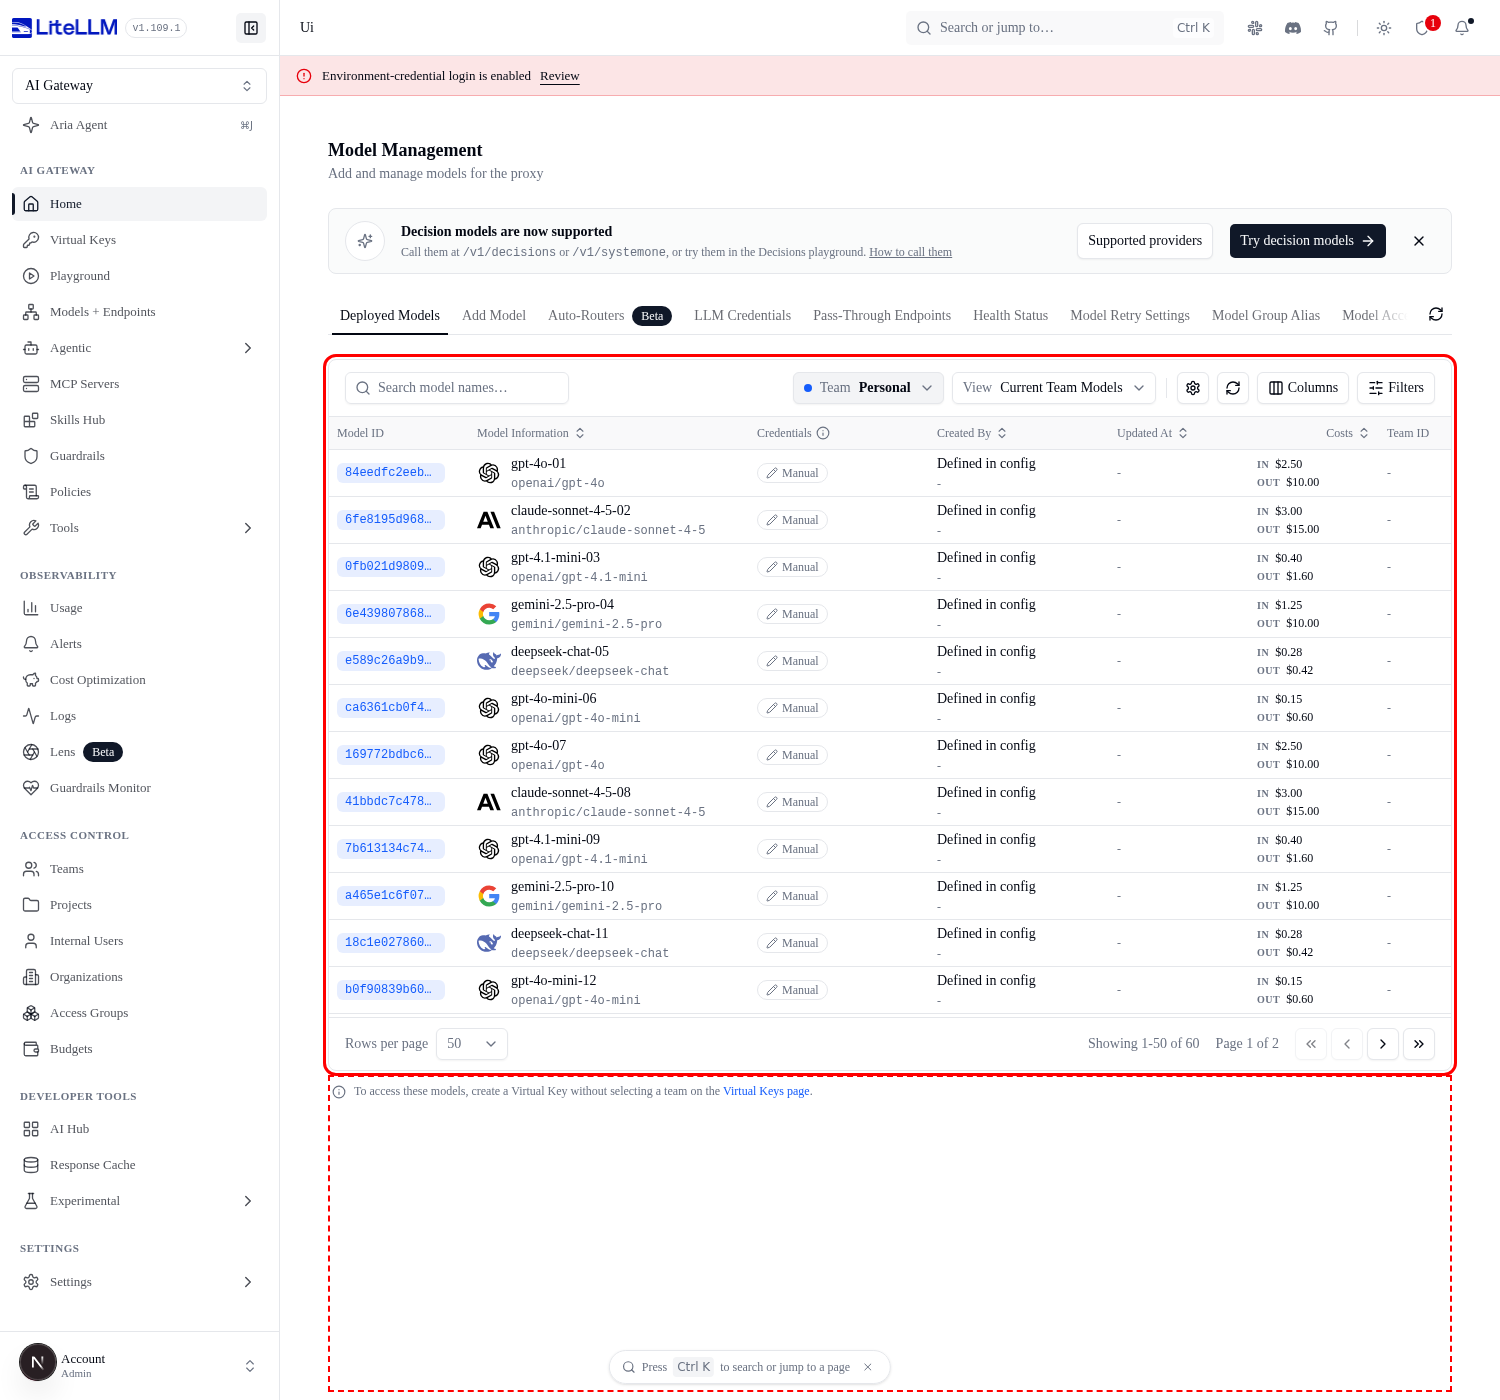 LiteLLM v1.109.1
AI Gateway
Aria Agent ⌘J
AI GATEWAY
Home
Virtual Keys
Playground
Models + Endpoints
Agentic
MCP Servers
Skills Hub
Guardrails
Policies
Tools
OBSERVABILITY
Usage
Alerts
Cost Optimization
Logs
Lens Beta
Guardrails Monitor
ACCESS CONTROL
Teams
Projects
Internal Users
Organizations
Access Groups
Budgets
DEVELOPER TOOLS
AI Hub
Response Cache
Experimental
SETTINGS
Settings
N Account
Admin
Ui Search or jump to… Ctrl K 1
Environment-credential login is enabled Review
Model Management
Add and manage models for the proxy
Decision models are now supported
Call them at /v1/decisions or /v1/systemone, or try them in the Decisions playground. How to call them
Supported providers Try decision models
Deployed Models Add Model Auto-Routers Beta LLM Credentials Pass-Through Endpoints Health Status Model Retry Settings Model Group Alias Model Acc
Search model names… Team Personal View Current Team Models Columns Filters
Model ID Model Information Credentials Created By Updated At Costs Team ID
84eedfc2eeb… gpt-4o-01 Manual Defined in config - IN $2.50 -
openai/gpt-4o - OUT $10.00
6fe8195d968… claude-sonnet-4-5-02 Manual Defined in config - IN $3.00 -
anthropic/claude-sonnet-4-5 - OUT $15.00
0fb021d9809… gpt-4.1-mini-03 Manual Defined in config - IN $0.40 -
openai/gpt-4.1-mini - OUT $1.60
6e439807868… gemini-2.5-pro-04 Manual Defined in config - IN $1.25 -
gemini/gemini-2.5-pro - OUT $10.00
e589c26a9b9… deepseek-chat-05 Manual Defined in config - IN $0.28 -
deepseek/deepseek-chat - OUT $0.42
ca6361cb0f4… gpt-4o-mini-06 Manual Defined in config - IN $0.15 -
openai/gpt-4o-mini - OUT $0.60
169772bdbc6… gpt-4o-07 Manual Defined in config - IN $2.50 -
openai/gpt-4o - OUT $10.00
41bbdc7c478… claude-sonnet-4-5-08 Manual Defined in config - IN $3.00 -
anthropic/claude-sonnet-4-5 - OUT $15.00
7b613134c74… gpt-4.1-mini-09 Manual Defined in config - IN $0.40 -
openai/gpt-4.1-mini - OUT $1.60
a465e1c6f07… gemini-2.5-pro-10 Manual Defined in config - IN $1.25 -
gemini/gemini-2.5-pro - OUT $10.00
18c1e027860… deepseek-chat-11 Manual Defined in config - IN $0.28 -
deepseek/deepseek-chat - OUT $0.42
b0f90839b60… gpt-4o-mini-12 Manual Defined in config - IN $0.15 -
openai/gpt-4o-mini - OUT $0.60
Rows per page 50 Showing 1-50 of 60 Page 1 of 2
To access these models, create a Virtual Key without selecting a team on the Virtual Keys page.
Press Ctrl K to search or jump to a page